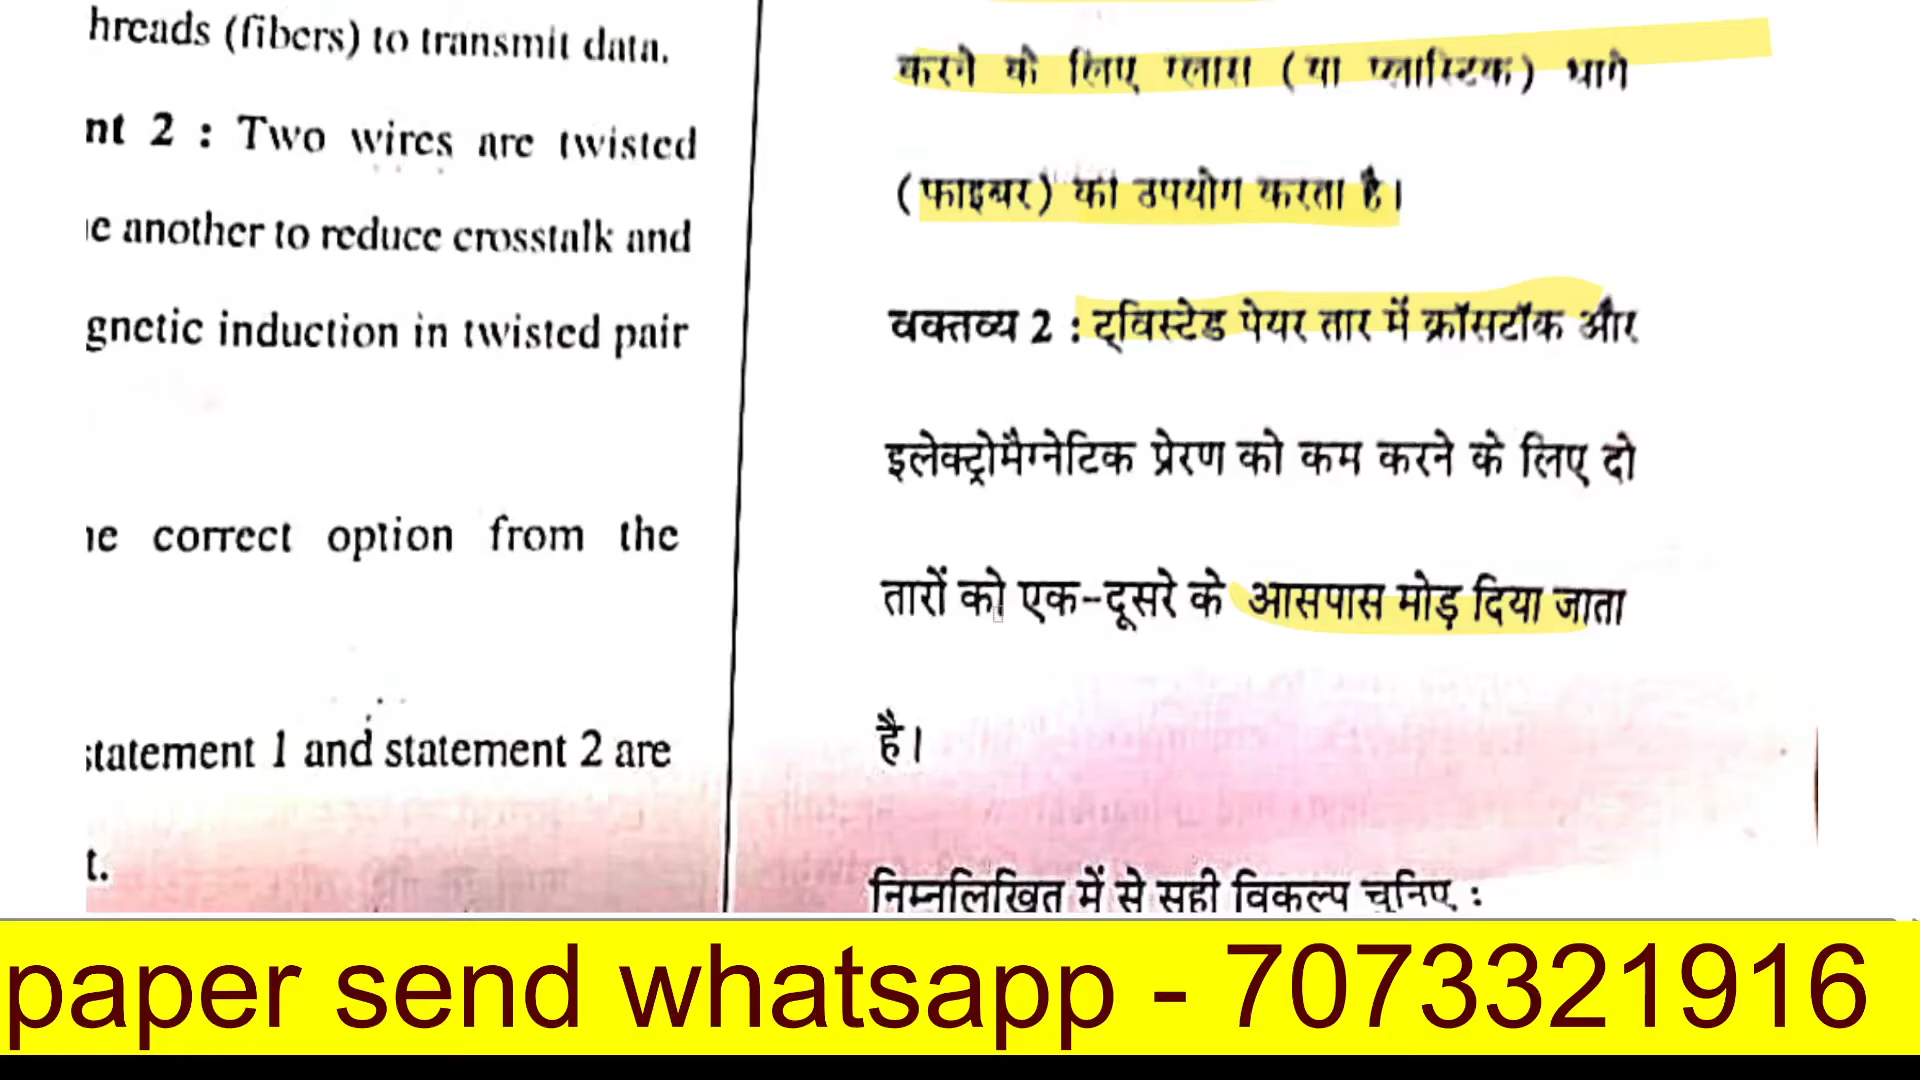 hreads (fibers) to transmit data.
nt 2 : Two wires are twisted
e another to reduce crosstalk and
gnetic induction in twisted pair
he correct option from the
statement 1 and statement 2 are
t.
करने के लिए ग्लास (या प्लास्टिक) धागे
(फाइबर) का उपयोग करता है।
वक्तव्य 2 : ट्विस्टेड पेयर तार में क्रॉसटॉक और
इलेक्ट्रोमैग्नेटिक प्रेरण को कम करने के लिए दो
तारों को एक-दूसरे के आसपास मोड़ दिया जाता
है।
निम्नलिखित में से सही विकल्प चुनिए :
paper send whatsapp - 7073321916